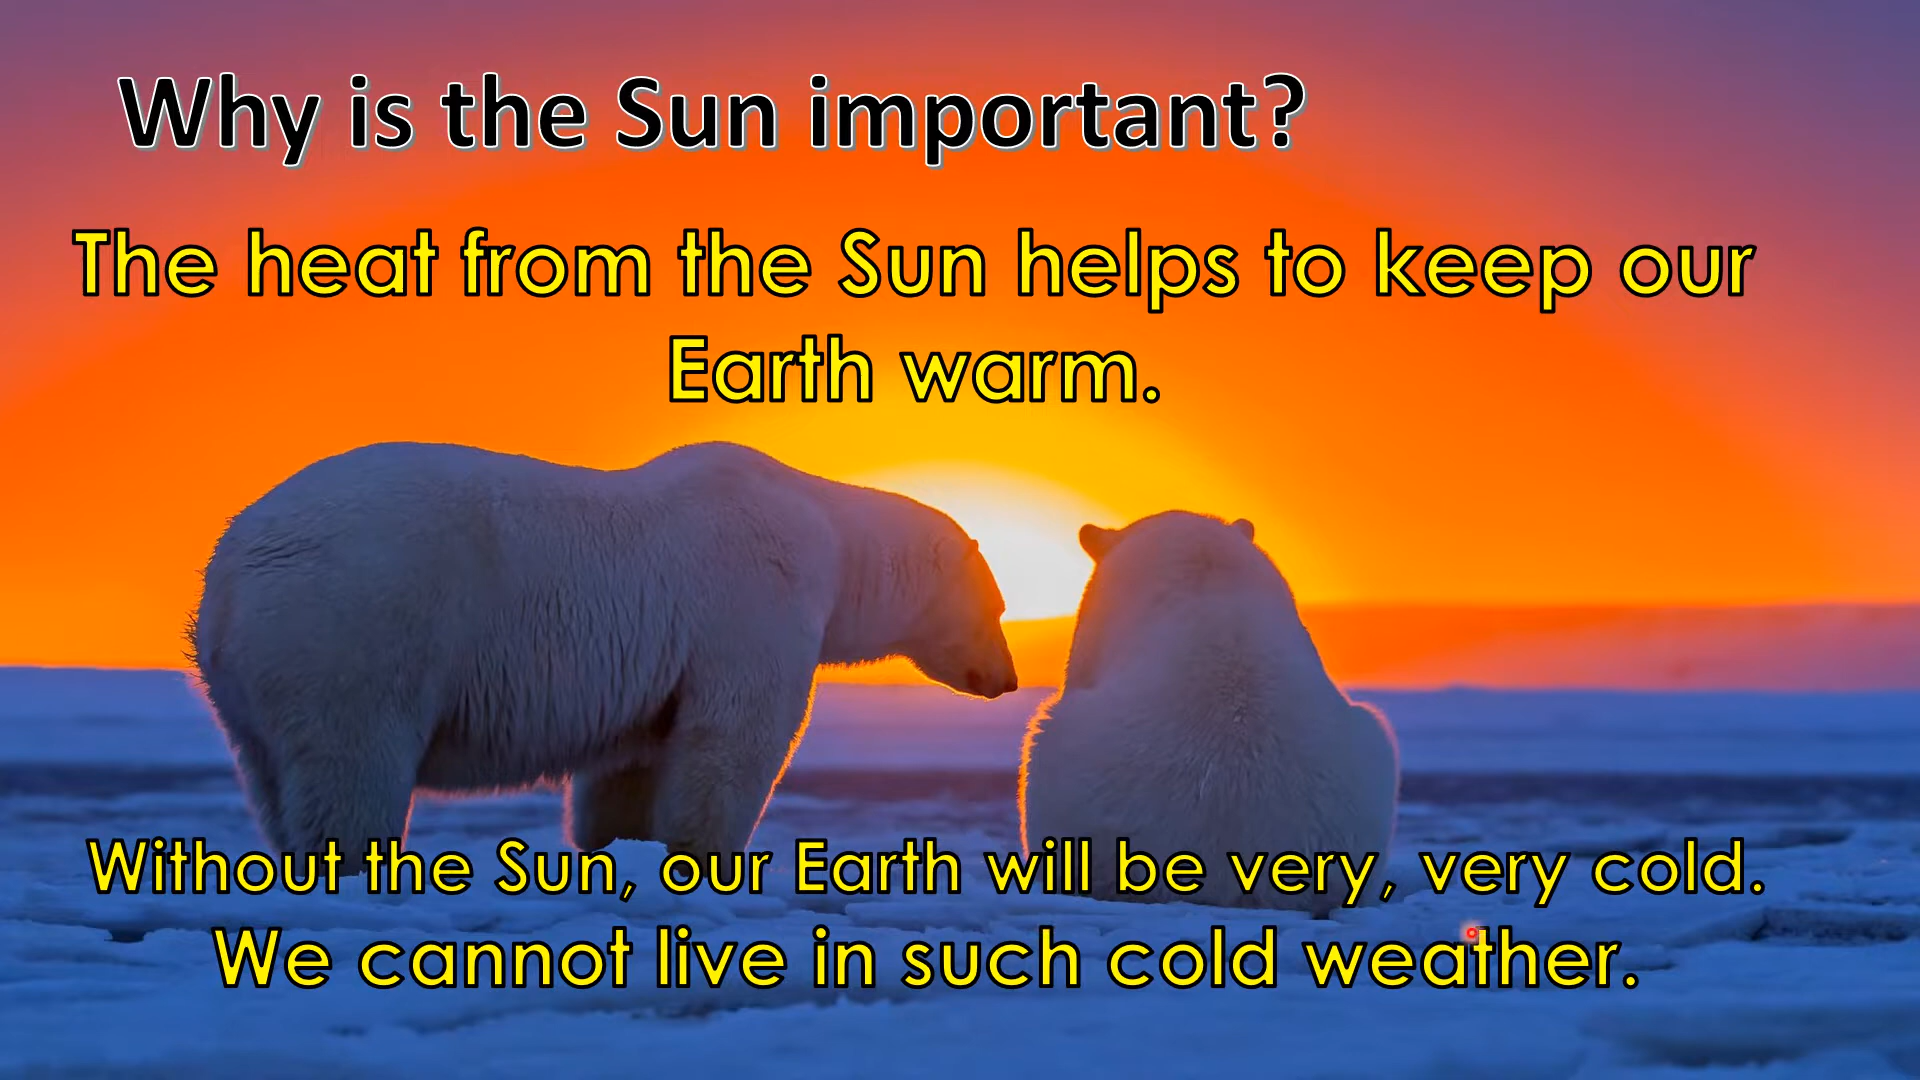 Why is the Sun important?
The heat from the Sun helps to keep our
Earth warm.
Without the Sun, our Earth will be very, very cold.
We cannot live in such cold weather.